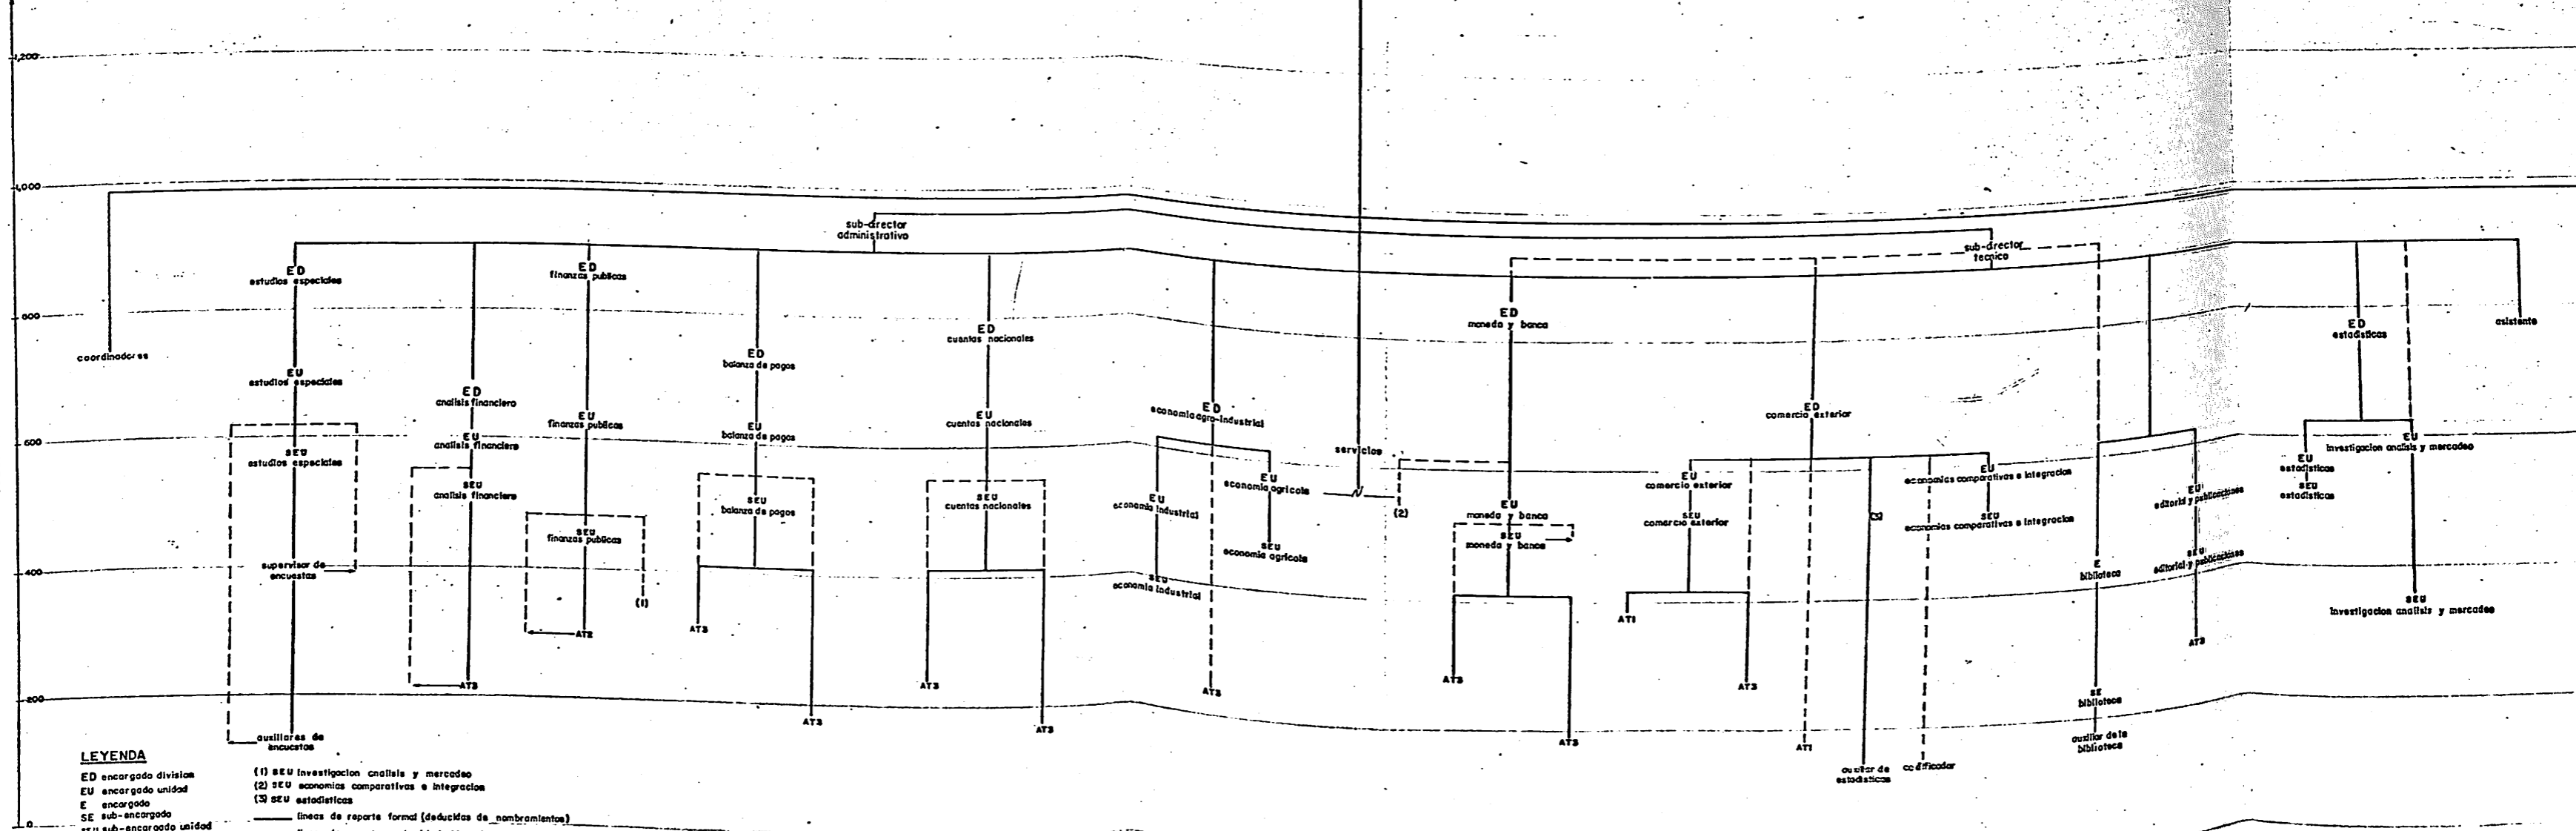 1,200
1,000
800
600
400
200
0
coordinadores
sub-director
administrativo
sub-director
tecnico
ED
estudios especiales
EU
estudios especiales
SEU
estudios especiales
supervisor de
encuestas
auxiliares de
encuestas
ED
analisis financiero
EU
analisis financiero
SEU
analisis financiero
AT3
ED
finanzas publicas
EU
finanzas publicas
SEU
finanzas publicas
(1)
AT2
ED
balanza de pagos
EU
balanza de pagos
SEU
balanza de pagos
AT3
AT3
ED
cuentas nacionales
EU
cuentas nacionales
SEU
cuentas nacionales
AT3
AT3
ED
economia agro-industrial
EU
economia industrial
SEU
economia industrial
EU
economia agricola
SEU
economia agricola
AT3
servicios
(2)
ED
moneda y banca
EU
moneda y banca
SEU
moneda y banca
AT3
AT3
ED
comercio exterior
EU
comercio exterior
SEU
comercio exterior
AT1
AT3
AT1
(3)
auxiliar de
estadisticas
codificador
EU
economias comparativas e integracion
SEU
economias comparativas e integracion
E
biblioteca
SE
biblioteca
auxiliar de la
biblioteca
EU
editorial y publicaciones
SEU
editorial y publicaciones
AT3
ED
estadisticas
EU
estadisticas
SEU
estadisticas
EU
investigacion analisis y mercadeo
SEU
investigacion analisis y mercadeo
asistente
LEYENDA
ED encargado division
EU encargado unidad
E encargado
SE sub-encargado
SEU sub-encargado unidad
(1) SEU investigacion analisis y mercadeo
(2) SEU economias comparativas e integracion
(3) SEU estadisticas
lineas de reporte formal (deducidas de nombramientos)